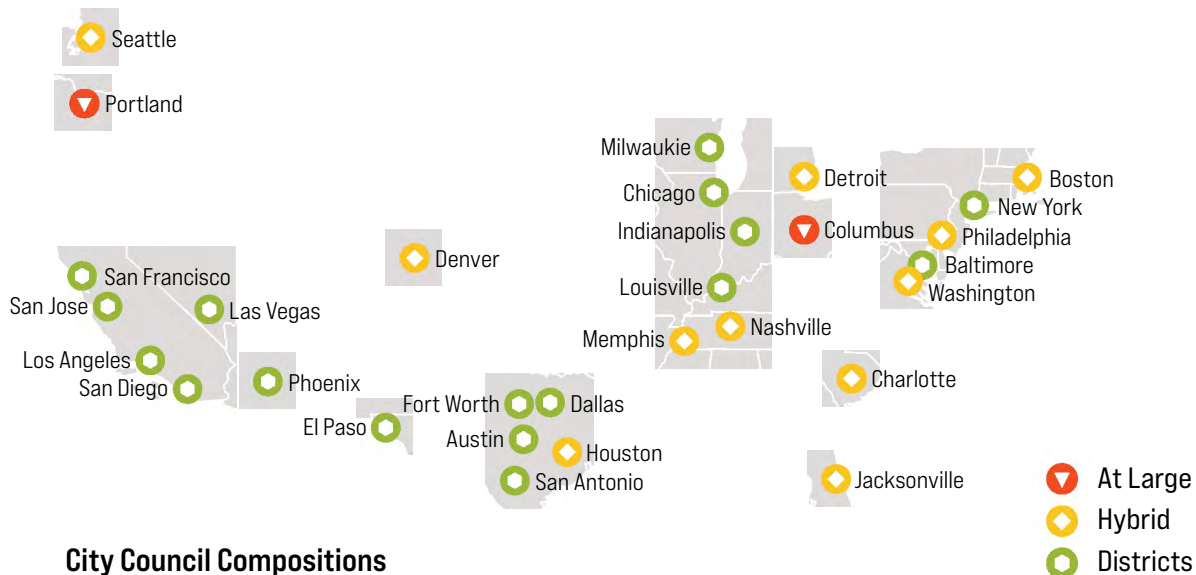 Seattle
Portland
Milwaukie
Detroit
Boston
Chicago
New York
Indianapolis
Columbus
Philadelphia
Denver
Baltimore
San Francisco
Louisville
Washington
San Jose
Las Vegas
Nashville
Memphis
Los Angeles
Phoenix
Charlotte
San Diego
Fort Worth
Dallas
El Paso
Austin
Houston
San Antonio
Jacksonville
At Large
Hybrid
Districts
City Council Compositions